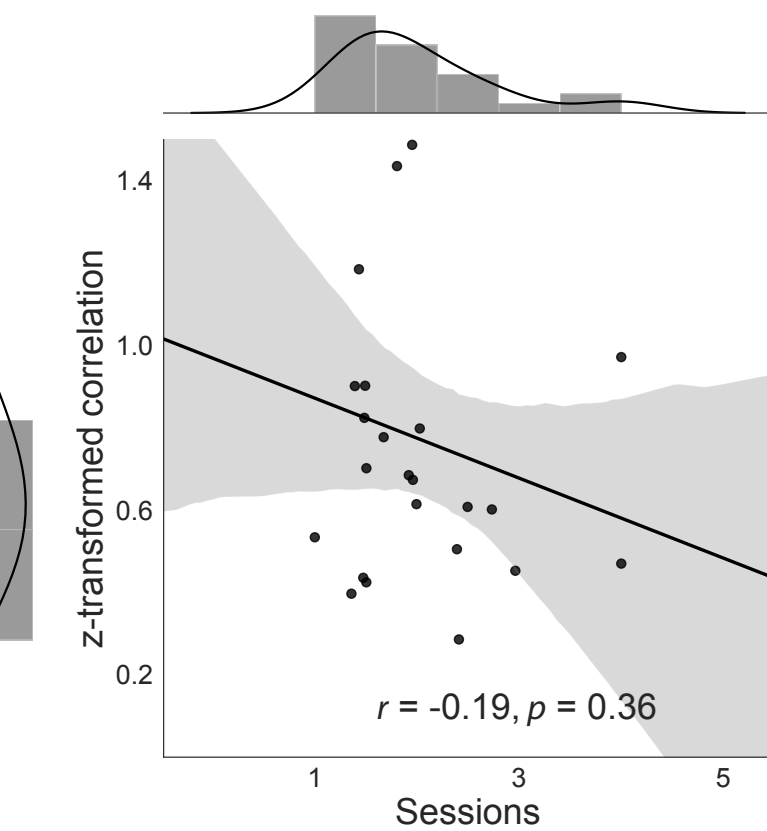 1.4
1.0
0.6
0.2
z-transformed correlation
r = -0.19, p = 0.36
1 3 5
Sessions